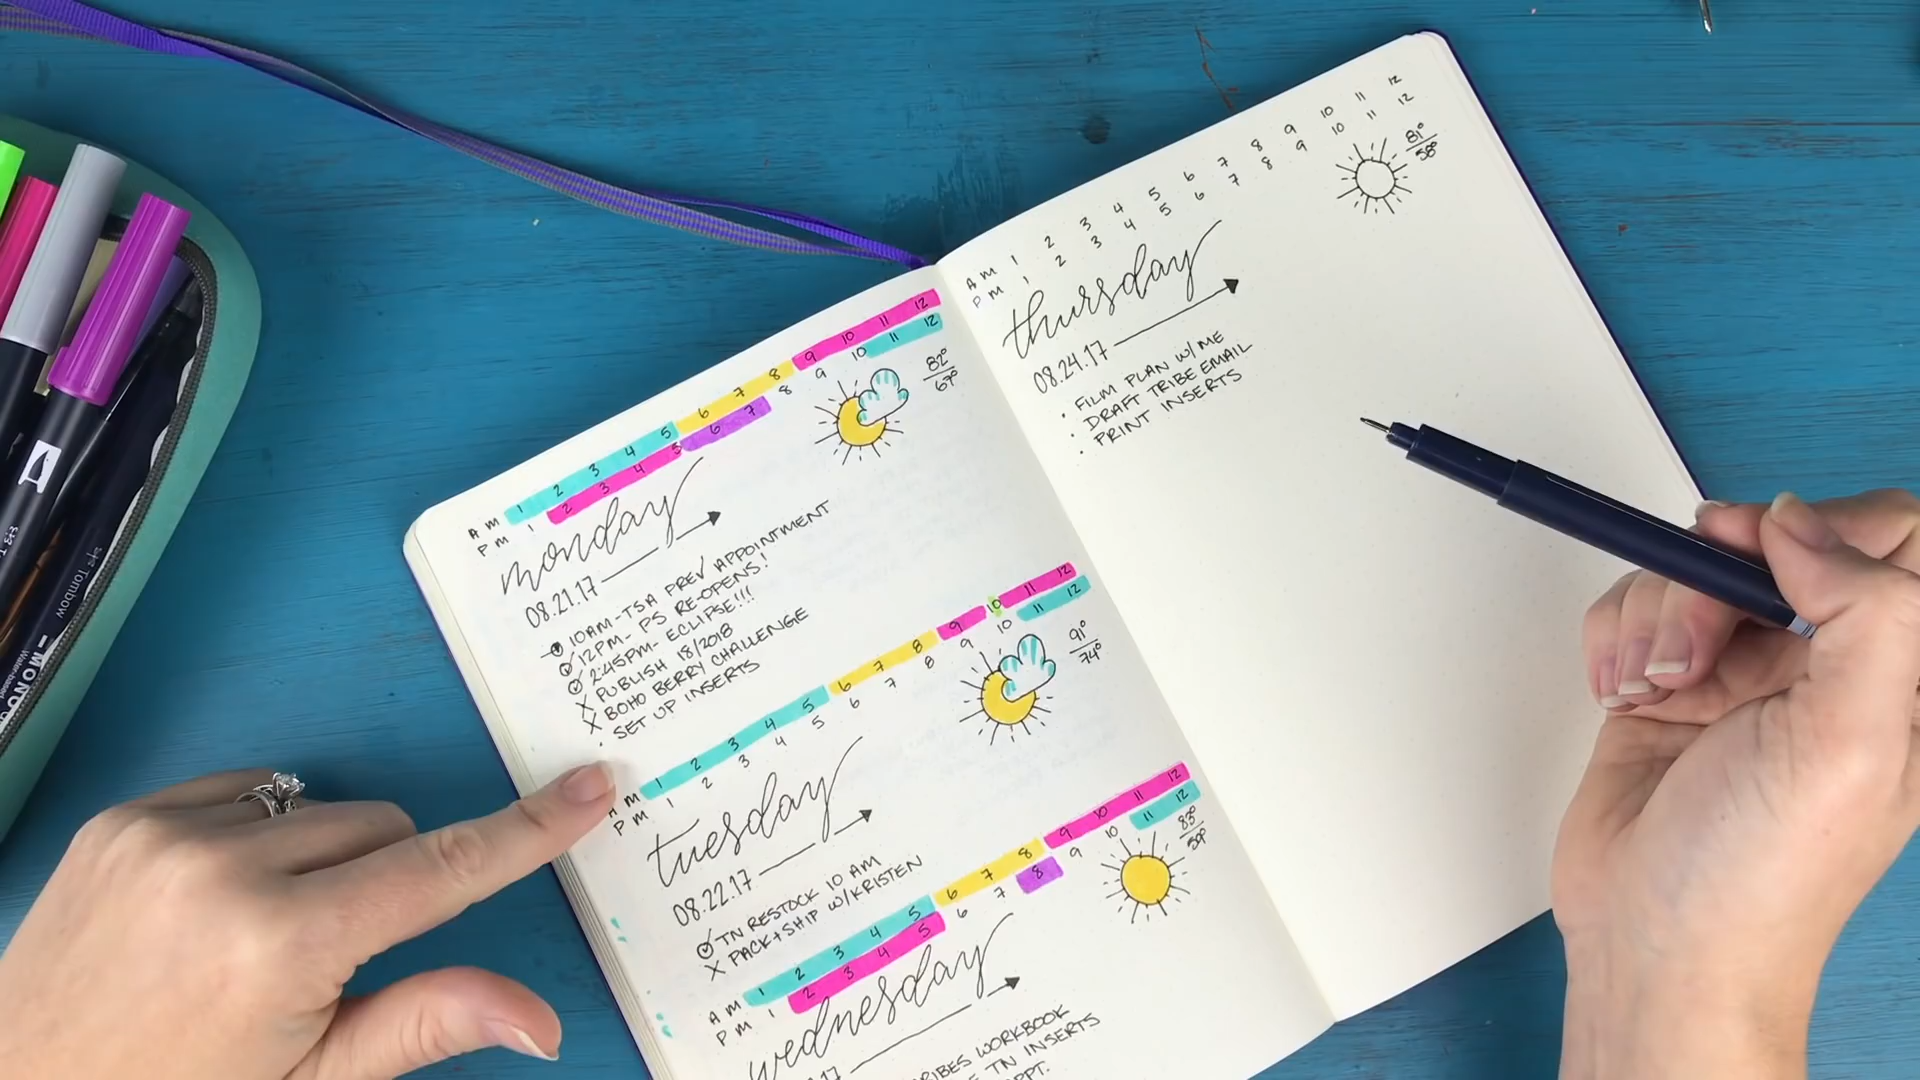 AM 1 2 3 4 5 6 7 8 9 10 11 12
PM 1 2 3 4 5 6 7 8 9 10 11 12
82°
67°
monday
08.21.17
10AM-TSA PREV APPOINTMENT
12PM- PS RE-OPENS!
2:45PM- ECLIPSE!!!
X PUBLISH 18/2018
X BOHO BERRY CHALLENGE
• SET UP INSERTS
AM 1 2 3 4 5 6 7 8 9 10 11 12
PM 1 2 3 4 5 6 7 8 9 10 11 12
91°
74°
tuesday
08.22.17
TN RESTOCK 10 AM
X PACK+SHIP W/KRISTEN
AM 1 2 3 4 5 6 7 8 9 10 11 12
PM 1 2 3 4 5 6 7 8 9 10 11 12
83°
59°
wednesday
17
RIBES WORKBOOK
TN INSERTS
PPT.
AM 1 2 3 4 5 6 7 8 9 10 11 12
PM 1 2 3 4 5 6 7 8 9 10 11 12
81°
58°
thursday
08.24.17
• FILM PLAN W/ ME
• DRAFT TRIBE EMAIL
• PRINT INSERTS
Tombow
MONO